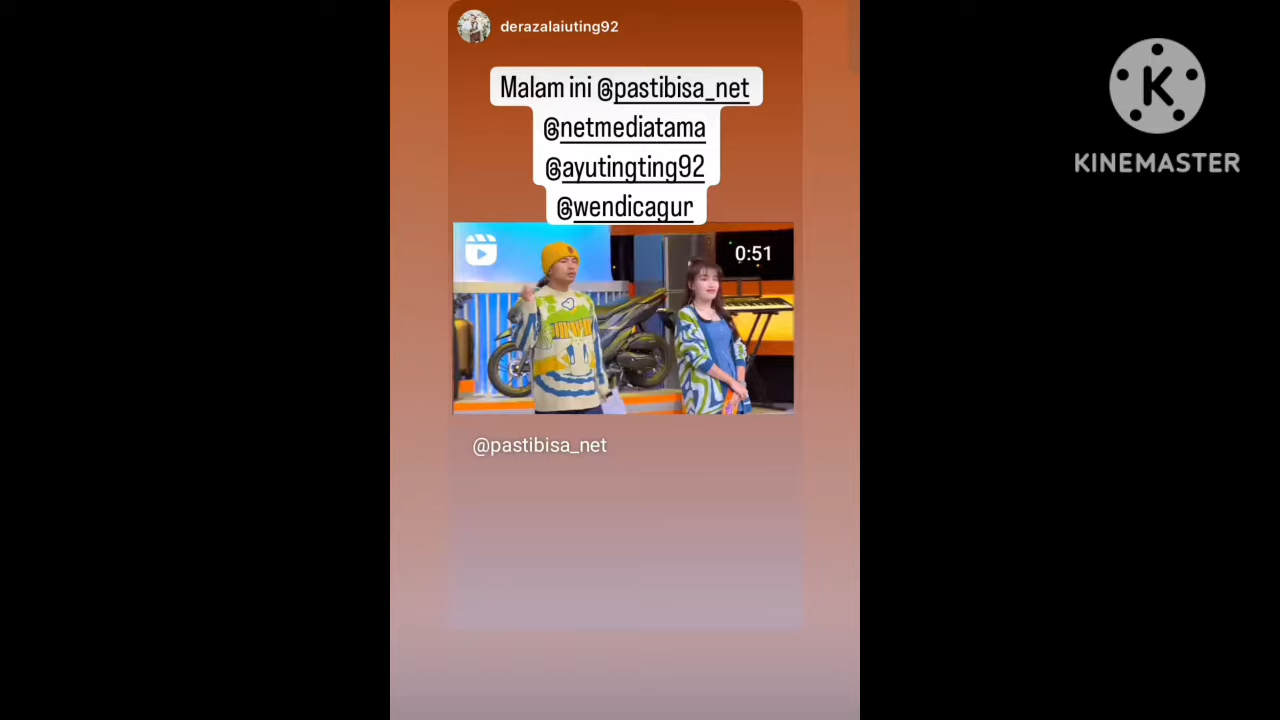 derazalaiuting92
Malam ini @pastibisa_net
@netmediatama
@ayutingting92
@wendicagur
0:51
@pastibisa_net
K
KINEMASTER